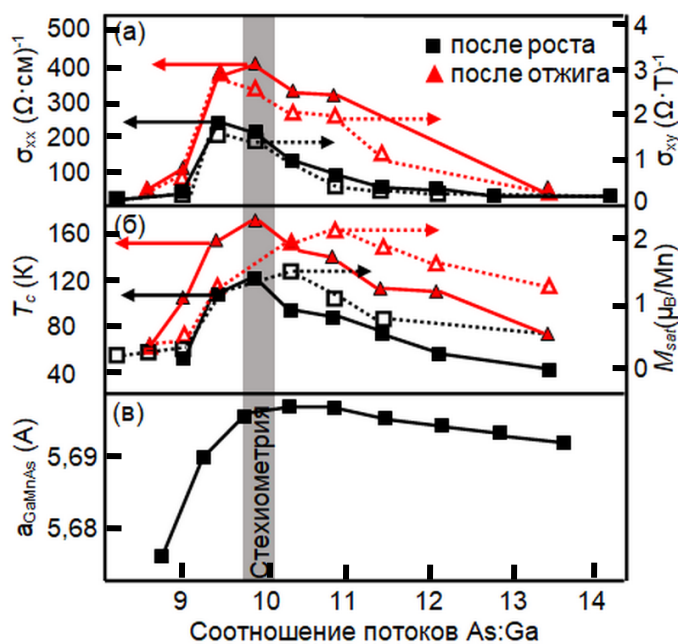 (а)
500
400
300
200
100
σxx (Ω·см)-1
после роста
после отжига
4
3
2
1
0
σxy (Ω·T)-1
(б)
160
120
80
40
Tc (К)
2
1
0
Msat(μB/Mn)
(в)
5,69
5,68
aGaMnAs (А)
Стехиометрия
9 10 11 12 13 14
Соотношение потоков As:Ga